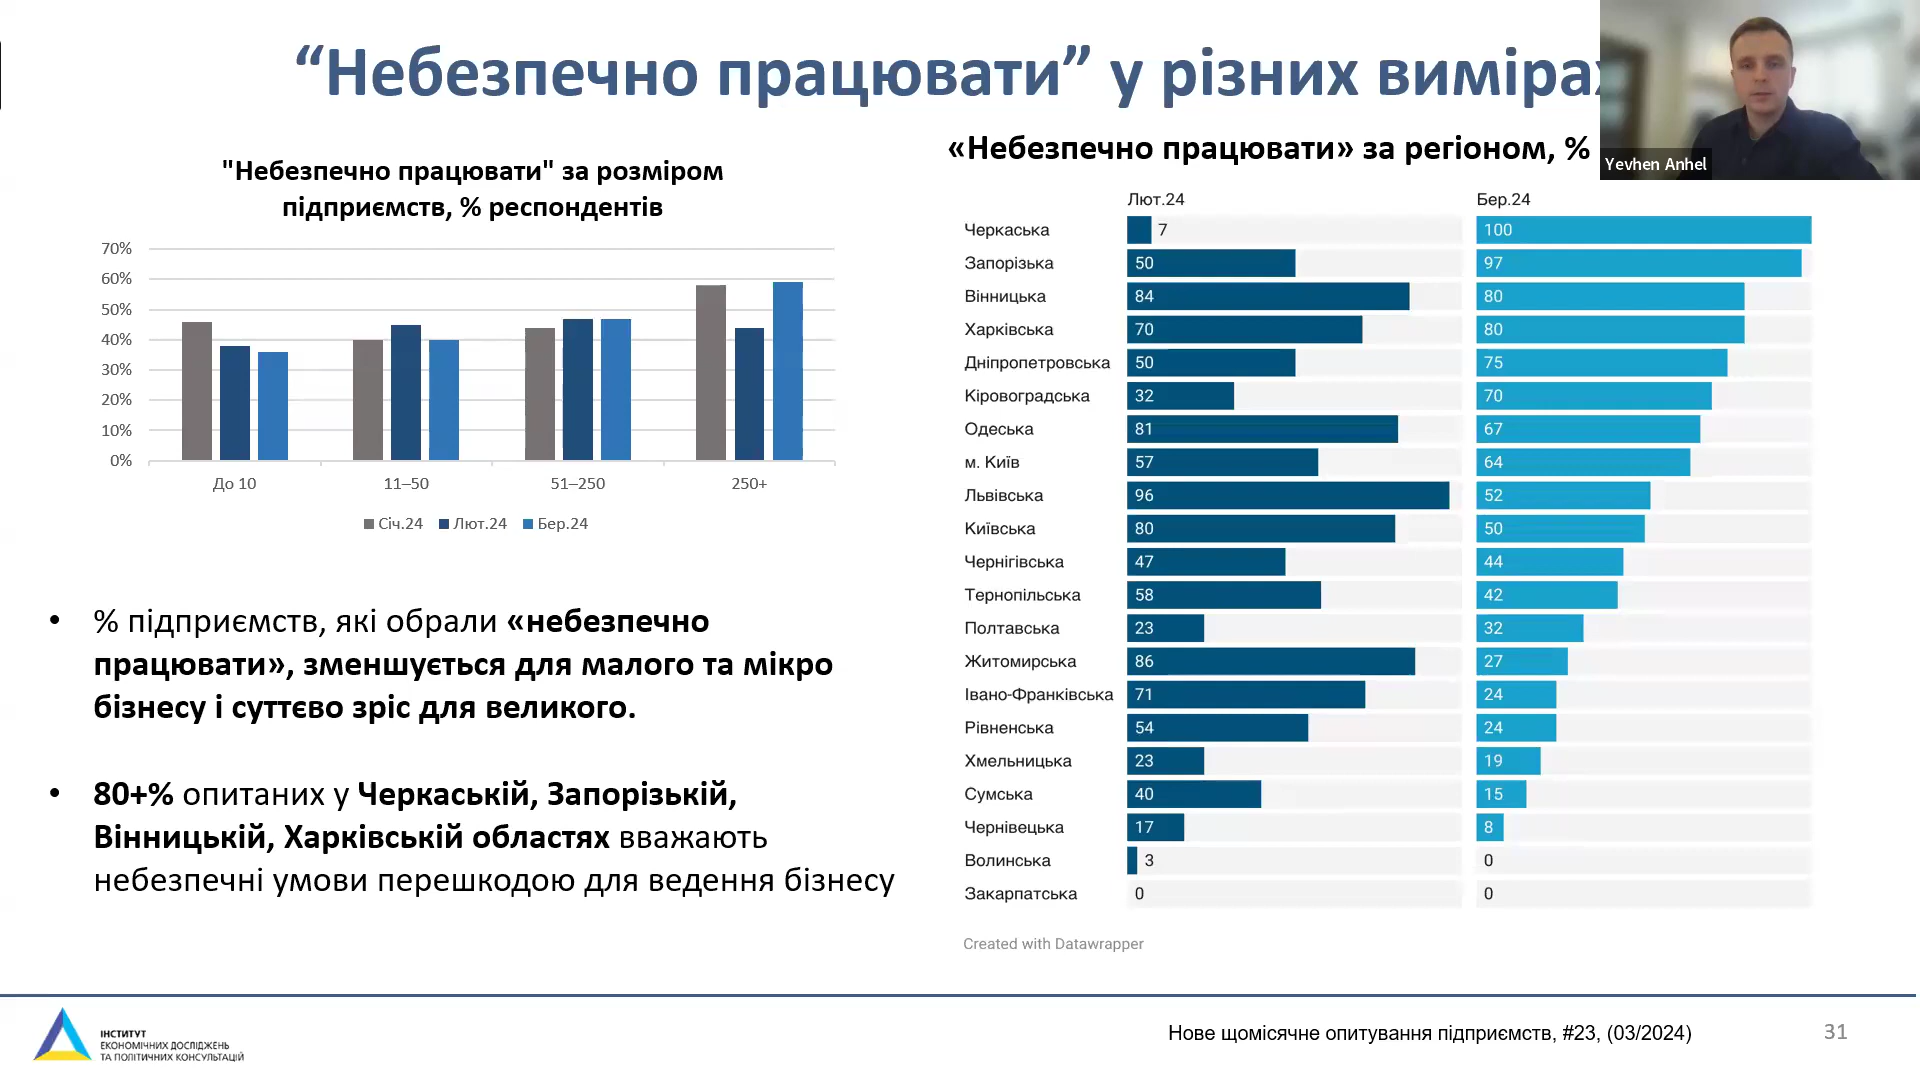 “Небезпечно працювати” у різних вимірах
Yevhen Anhel
"Небезпечно працювати" за розміром
підприємств, % респондентів
70%
60%
50%
40%
30%
20%
10%
0%
До 10 11–50 51–250 250+
Січ.24 Лют.24 Бер.24
• % підприємств, які обрали «небезпечно
працювати», зменшується для малого та мікро
бізнесу і суттєво зріс для великого.
• 80+% опитаних у Черкаській, Запорізькій,
Вінницькій, Харківській областях вважають
небезпечні умови перешкодою для ведення бізнесу
«Небезпечно працювати» за регіоном, %
Лют.24 Бер.24
Черкаська 7 100
Запорізька 50 97
Вінницька 84 80
Харківська 70 80
Дніпропетровська 50 75
Кіровоградська 32 70
Одеська 81 67
м. Київ 57 64
Львівська 96 52
Київська 80 50
Чернігівська 47 44
Тернопільська 58 42
Полтавська 23 32
Житомирська 86 27
Івано-Франківська 71 24
Рівненська 54 24
Хмельницька 23 19
Сумська 40 15
Чернівецька 17 8
Волинська 3 0
Закарпатська 0 0
Created with Datawrapper
ІНСТИТУТ
ЕКОНОМІЧНИХ ДОСЛІДЖЕНЬ
ТА ПОЛІТИЧНИХ КОНСУЛЬТАЦІЙ
Нове щомісячне опитування підприємств, #23, (03/2024)
31